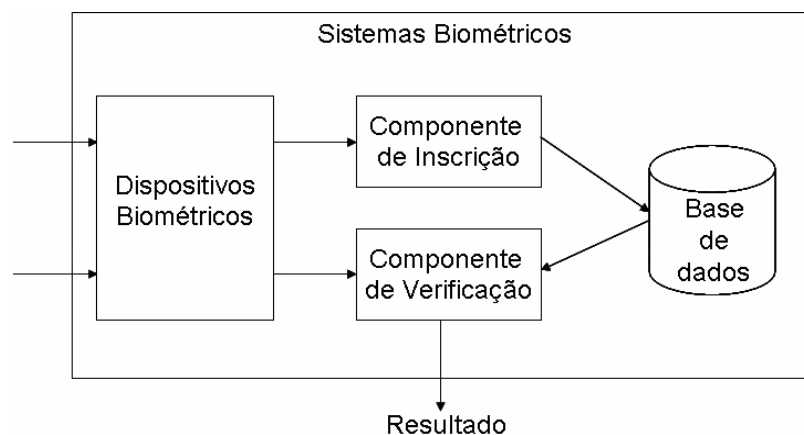 Sistemas Biométricos
Dispositivos
Biométricos
Componente
de Inscrição
Componente
de Verificação
Base
de
dados
Resultado